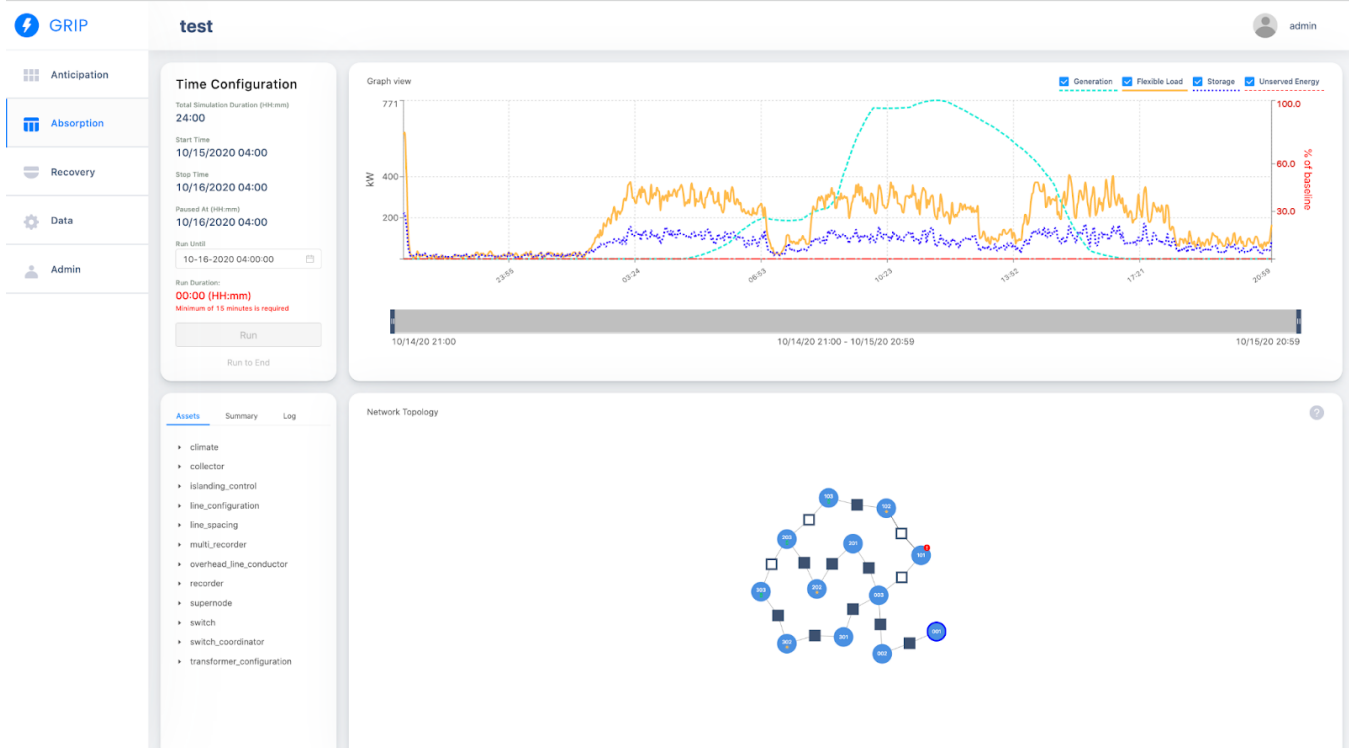 GRIP
test
admin
Anticipation
Absorption
Recovery
Data
Admin
Time Configuration
Total Simulation Duration (HH:mm)
24:00
Start Time
10/15/2020 04:00
Stop Time
10/16/2020 04:00
Paused At (HH:mm)
10/16/2020 04:00
Run Until
10-16-2020 04:00:00
Run Duration:
00:00 (HH:mm)
Minimum of 15 minutes is required
Run
Run to End
Graph view
Generation Flexible Load Storage Unserved Energy
771
400
200
kW
100.0
60.0
30.0
% of baseline
23:55 03:24 06:53 10:23 13:52 17:21 20:59
10/14/20 21:00 10/14/20 21:00 - 10/15/20 20:59 10/15/20 20:59
Assets Summary Log
climate
collector
islanding_control
line_configuration
line_spacing
multi_recorder
overhead_line_conductor
recorder
supernode
switch
switch_coordinator
transformer_configuration
Network Topology
?
103
102
203
201
101
!
202
003
301
001
002